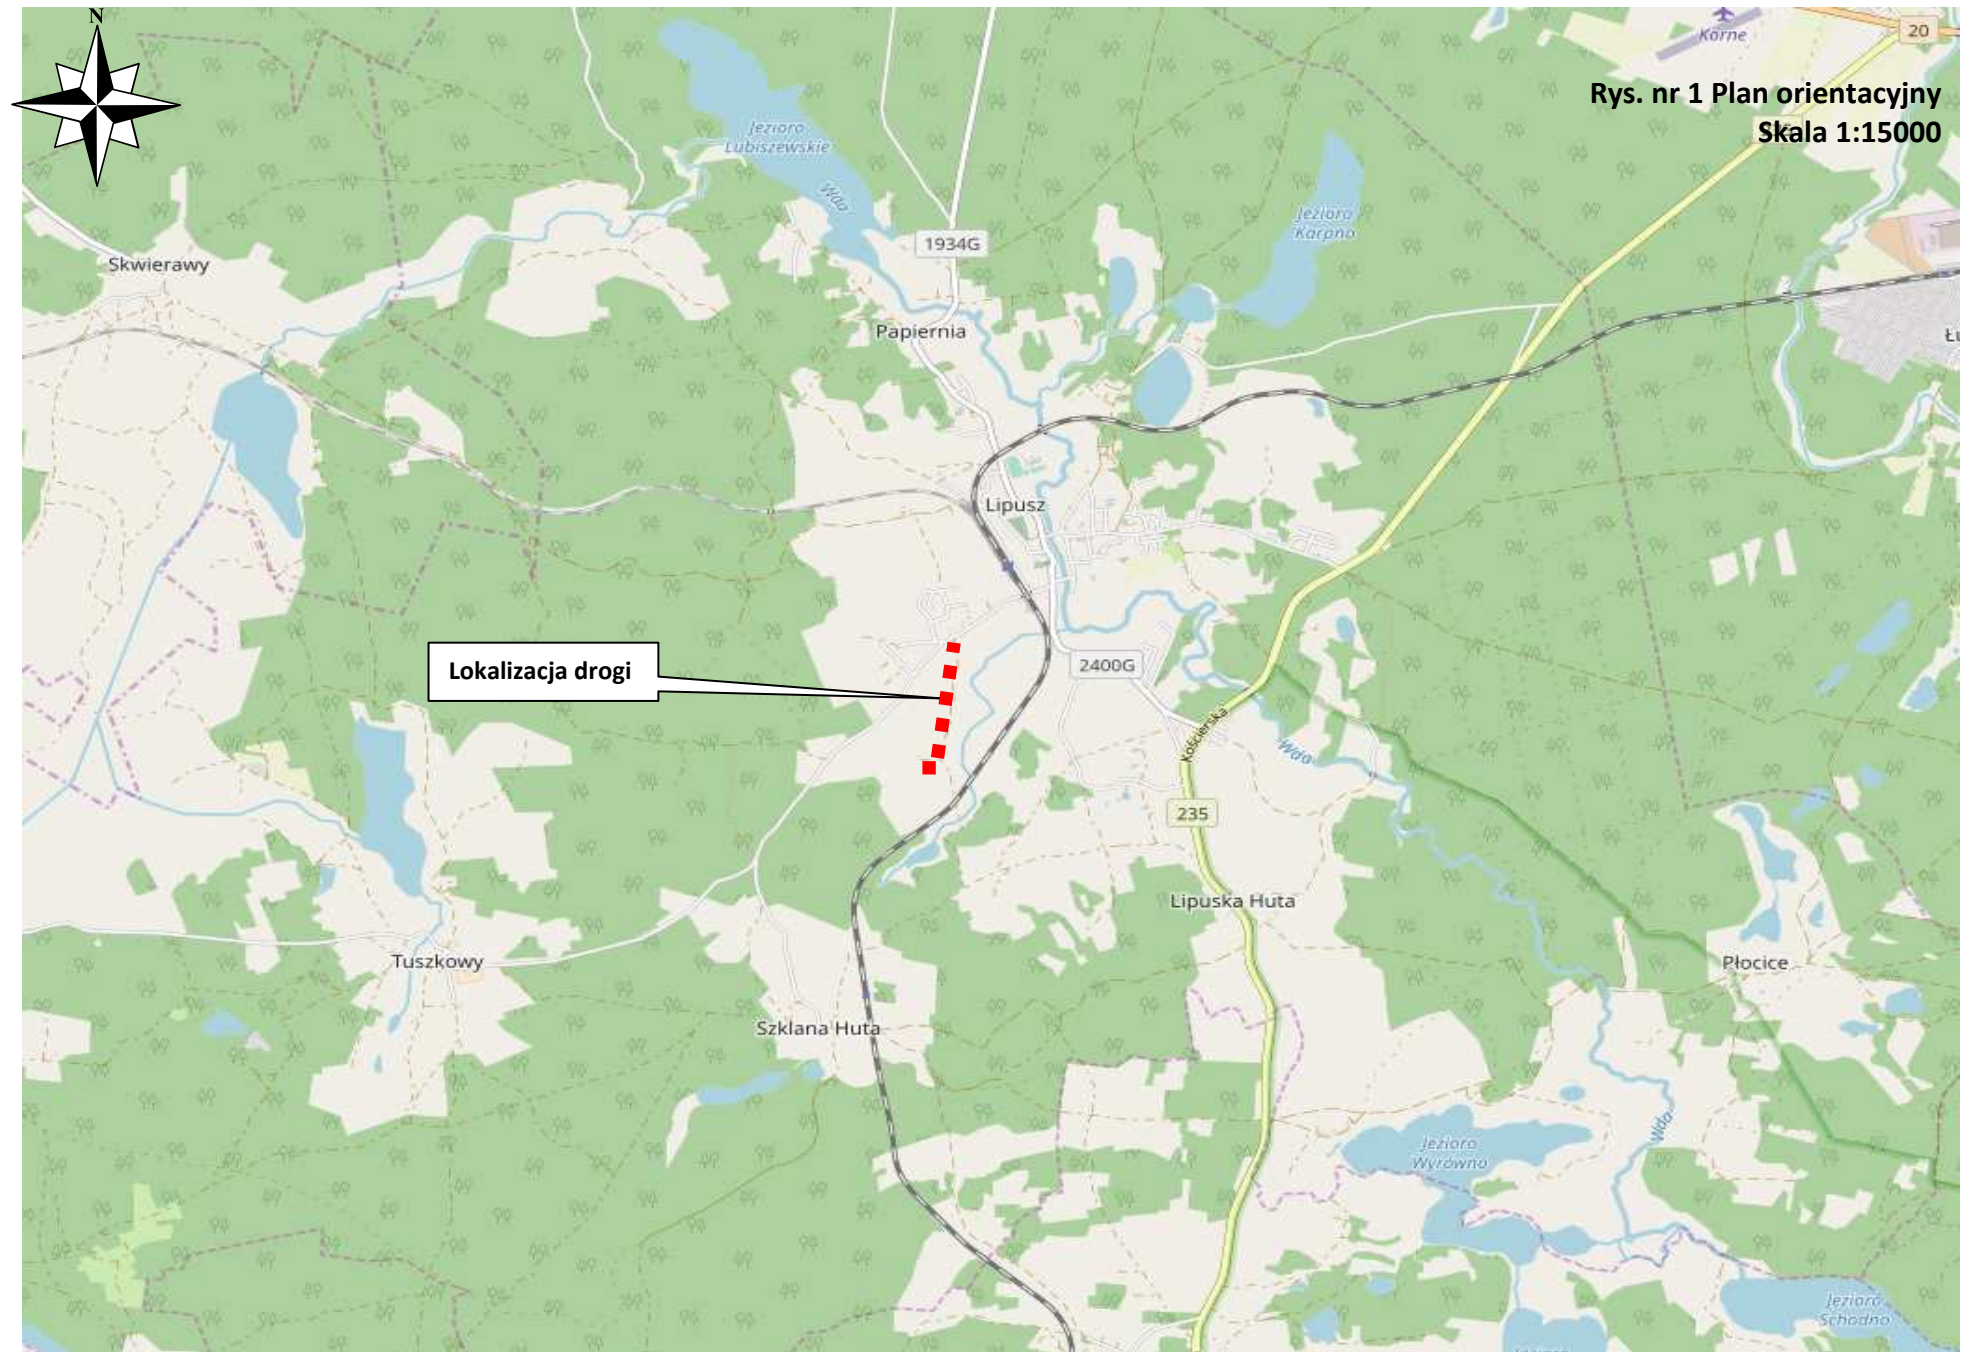 N
Korne
20
Rys. nr 1 Plan orientacyjny
Skala 1:15000
Jezioro
Lubiszewskie
Wda
Jezioro
Karpno
1934G
Skwierawy
Papiernia
Lipusz
Lokalizacja drogi
2400G
Kościerska
Wda
235
Lipuska Huta
Tuszkowy
Płocice
Szklana Huta
Wda
Jezioro
Wyrówno
Jezioro
Schodno